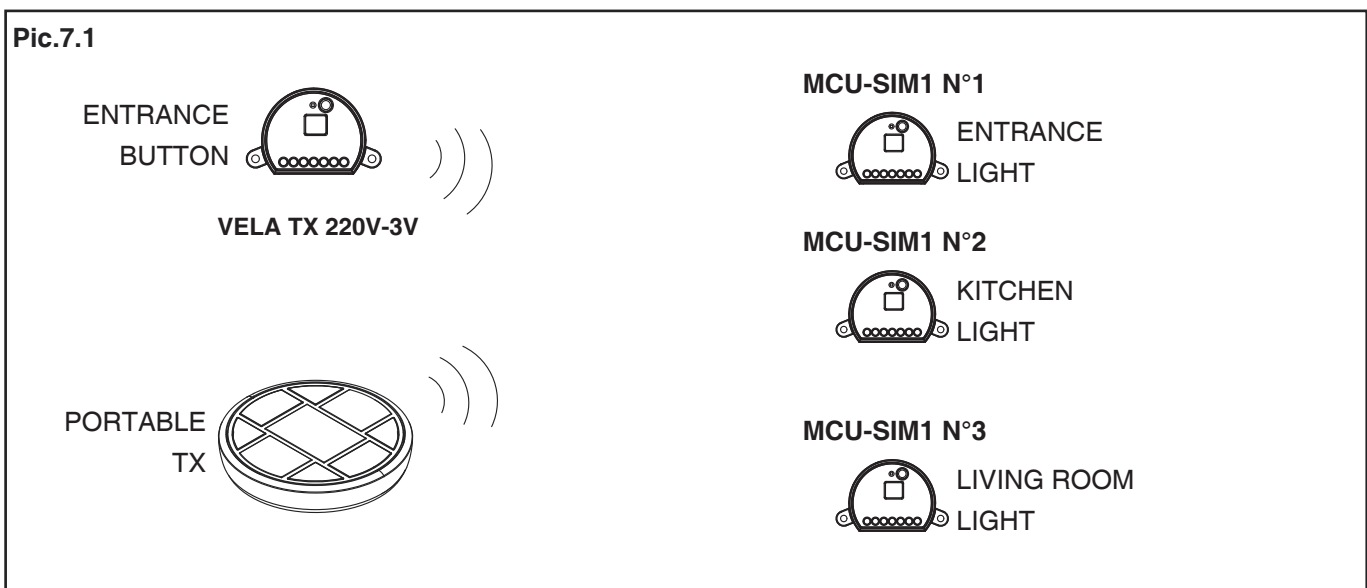 Pic.7.1
ENTRANCE
BUTTON
VELA TX 220V-3V
PORTABLE
TX
MCU-SIM1 N°1
ENTRANCE
LIGHT
MCU-SIM1 N°2
KITCHEN
LIGHT
MCU-SIM1 N°3
LIVING ROOM
LIGHT